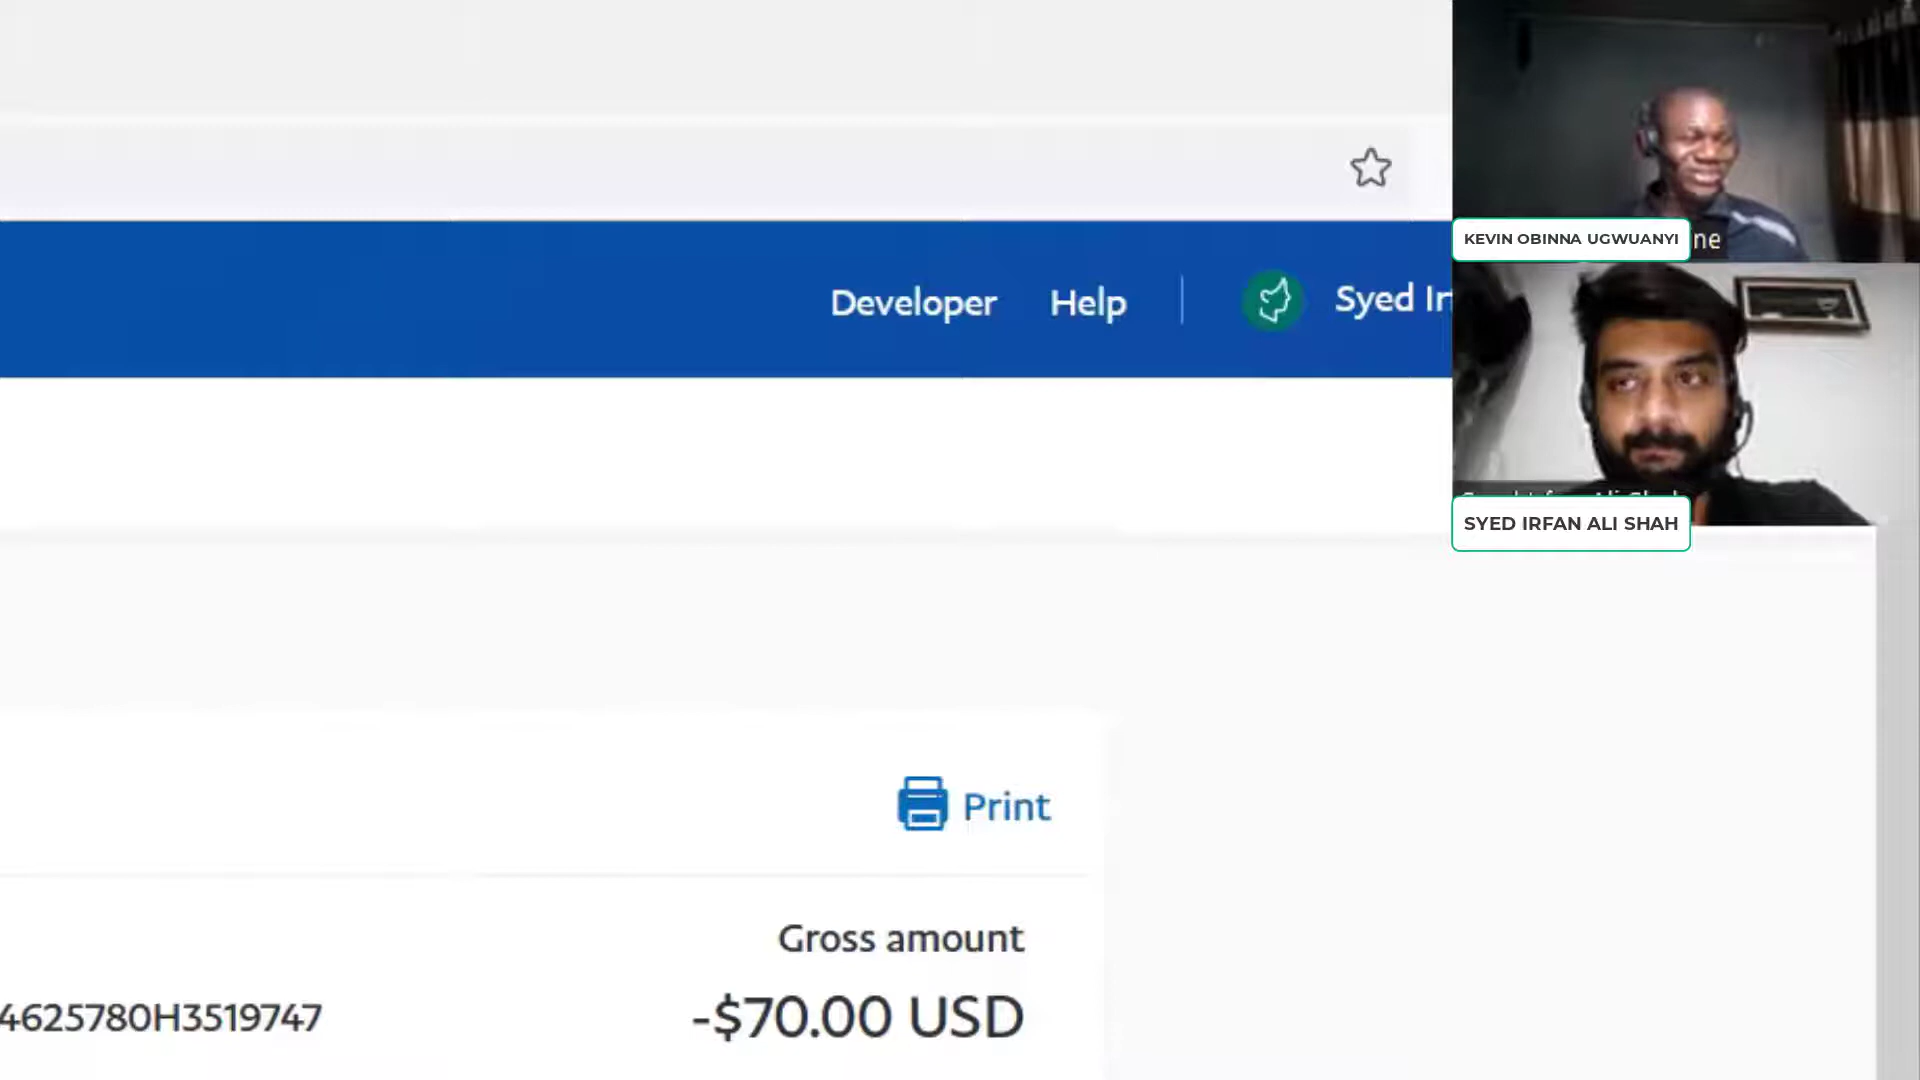 KEVIN OBINNA UGWUANYI
ne
Developer Help Syed Ir
SYED IRFAN ALI SHAH
Print
Gross amount
4625780H3519747 -$70.00 USD